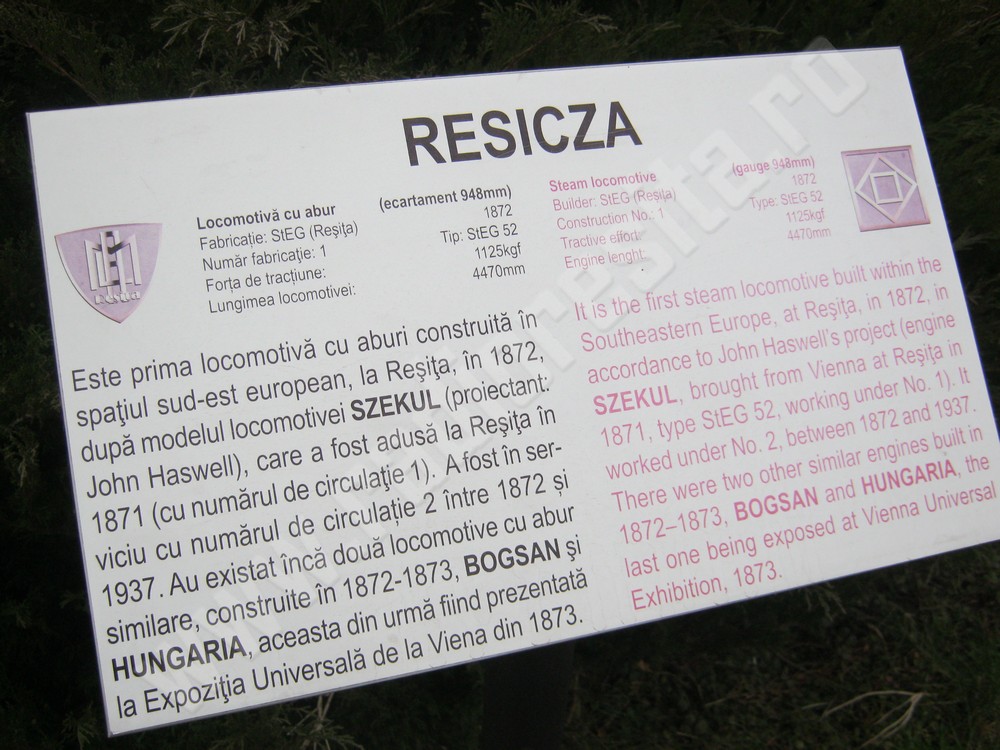 RESICZA
Locomotivă cu abur (ecartament 948mm)
Fabricaţie: StEG (Reşiţa) 1872
Număr fabricaţie: 1 Tip: StEG 52
Forţa de tracțiune: 1125kgf
Lungimea locomotivei: 4470mm
Este prima locomotivă cu aburi construită în
spaţiul sud-est european, la Reşiţa, în 1872,
după modelul locomotivei SZEKUL (proiectant:
John Haswell), care a fost adusă la Reşiţa în
1871 (cu numărul de circulaţie 1). A fost în ser-
viciu cu numărul de circulație 2 între 1872 și
1937. Au existat încă două locomotive cu abur
similare, construite în 1872-1873, BOGSAN şi
HUNGARIA, aceasta din urmă fiind prezentată
la Expoziţia Universală de la Viena din 1873.
Steam locomotive (gauge 948mm)
Builder: StEG (Reşiţa) 1872
Construction No.: 1 Type: StEG 52
Tractive effort: 1125kgf
Engine lenght: 4470mm
It is the first steam locomotive built within the
Southeastern Europe, at Reşiţa, in 1872, in
accordance to John Haswell's project (engine
SZEKUL, brought from Vienna at Reşiţa in
1871, type StEG 52, working under No. 1). It
worked under No. 2, between 1872 and 1937.
There were two other similar engines built in
1872–1873, BOGSAN and HUNGARIA, the
last one being exposed at Vienna Universal
Exhibition, 1873.